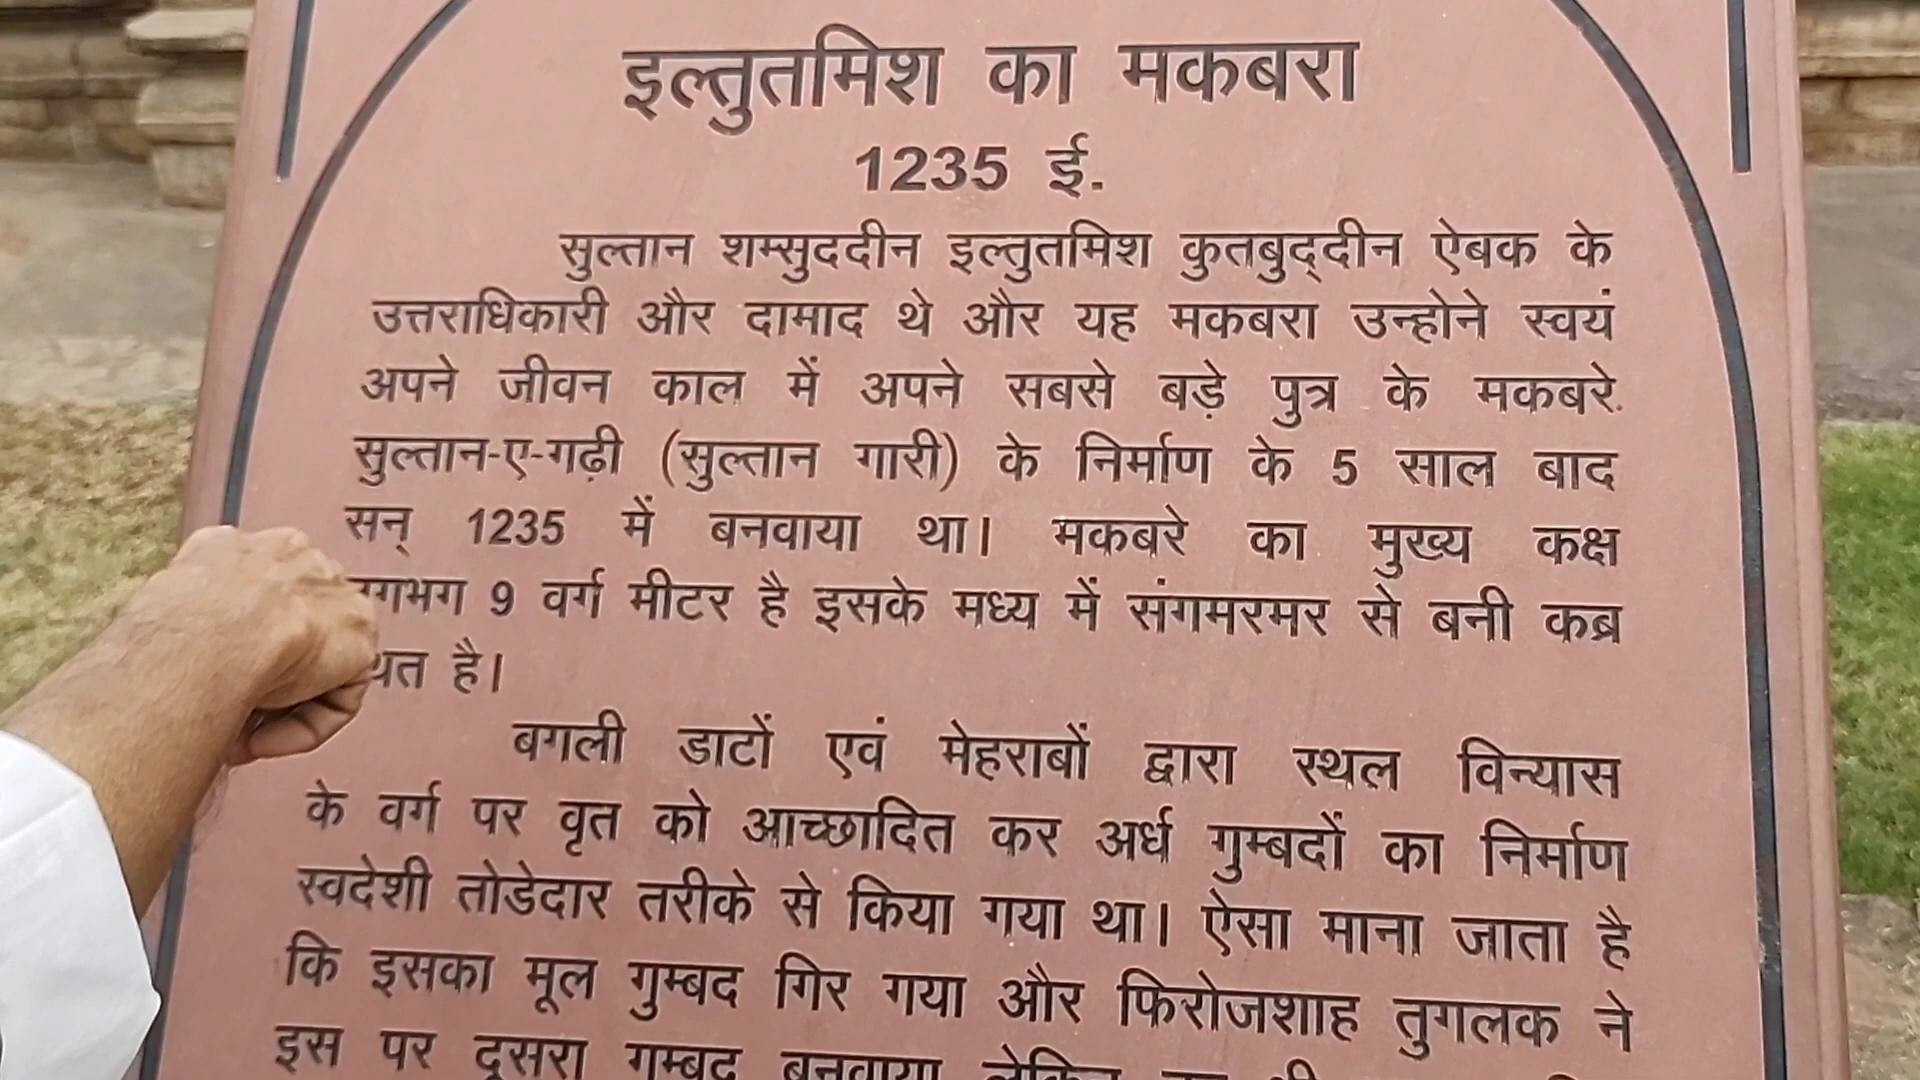 इल्तुतमिश का मकबरा
1235 ई.
सुल्तान शम्सुददीन इल्तुतमिश कुतबुद्दीन ऐबक के
उत्तराधिकारी और दामाद थे और यह मकबरा उन्होने स्वयं
अपने जीवन काल में अपने सबसे बड़े पुत्र के मकबरे
सुल्तान-ए-गढ़ी (सुल्तान गारी) के निर्माण के 5 साल बाद
सन् 1235 में बनवाया था। मकबरे का मुख्य कक्ष
9 वर्ग मीटर है इसके मध्य में संगमरमर से बनी कब्र
है।
बगली डाटों एवं मेहराबों द्वारा स्थल विन्यास
के वर्ग पर वृत को आच्छादित कर अर्ध गुम्बदों का निर्माण
स्वदेशी तोडेदार तरीके से किया गया था। ऐसा माना जाता है
कि इसका मूल गुम्बद गिर गया और फिरोजशाह तुगलक ने
इस पर दूसरा गुम्बद बनवाया लेकिन